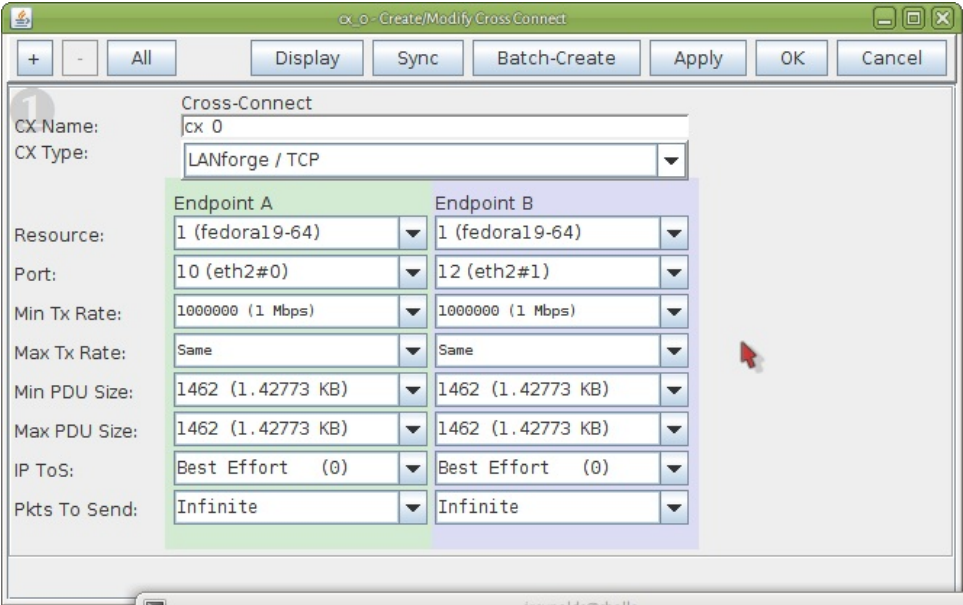 cx_0 - Create/Modify Cross Connect
+ - All Display Sync Batch-Create Apply OK Cancel
1
Cross-Connect
CX Name: cx 0
CX Type: LANforge / TCP
Endpoint A Endpoint B
Resource: 1 (fedora19-64) 1 (fedora19-64)
Port: 10 (eth2#0) 12 (eth2#1)
Min Tx Rate: 1000000 (1 Mbps) 1000000 (1 Mbps)
Max Tx Rate: Same Same
Min PDU Size: 1462 (1.42773 KB) 1462 (1.42773 KB)
Max PDU Size: 1462 (1.42773 KB) 1462 (1.42773 KB)
IP ToS: Best Effort (0) Best Effort (0)
Pkts To Send: Infinite Infinite